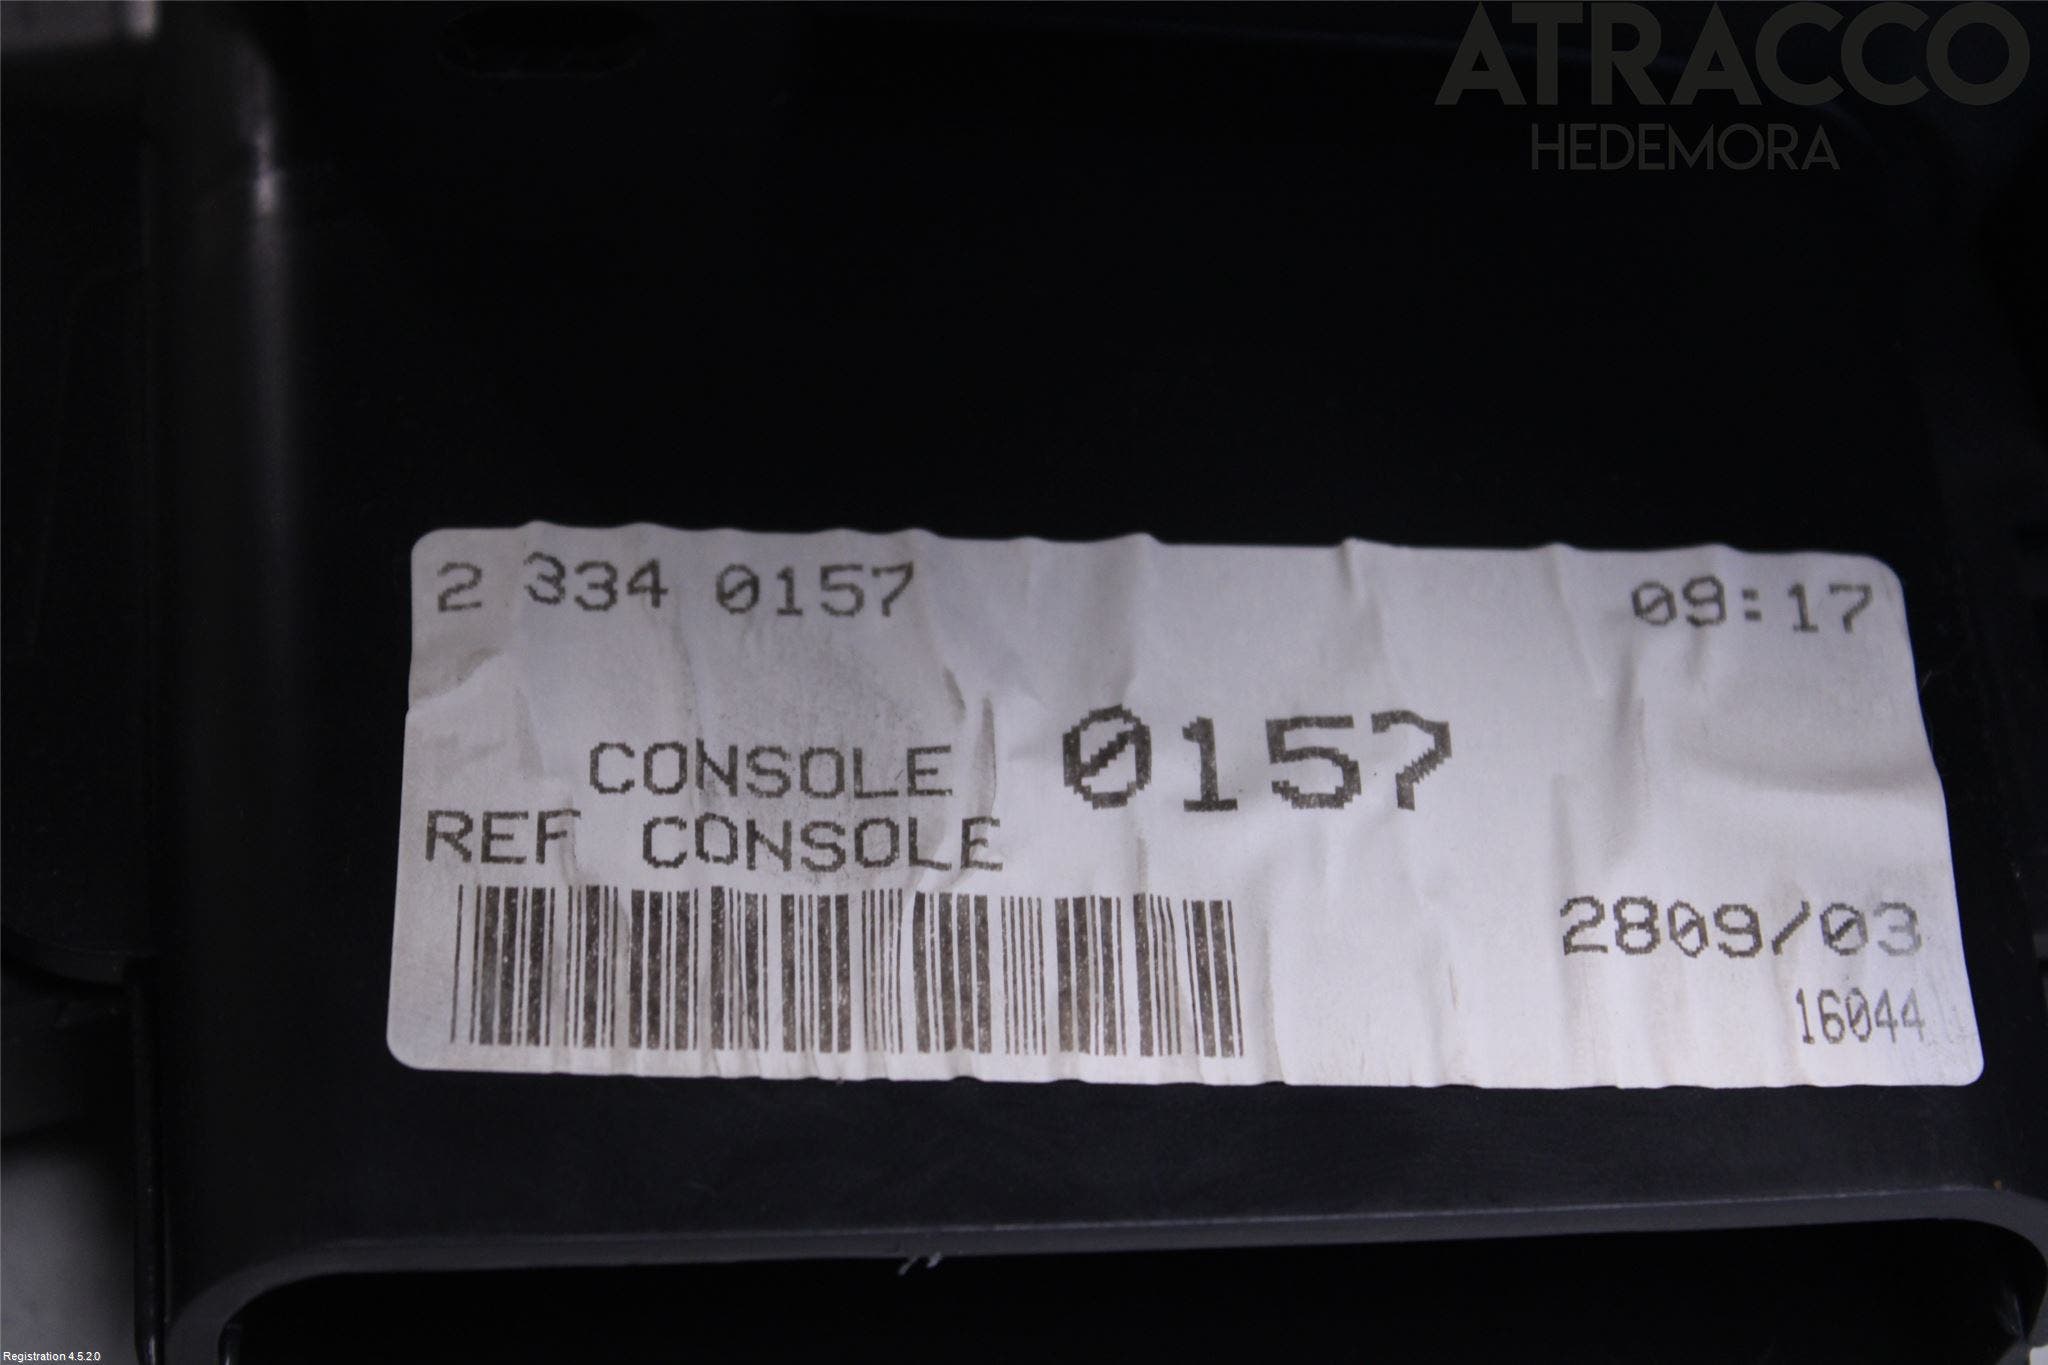 ATRACCO
HEDEMORA
2 334 0157 09:17
CONSOLE 0157
REF CONSOLE
2809/03
16044
Registration 4.5.2.0